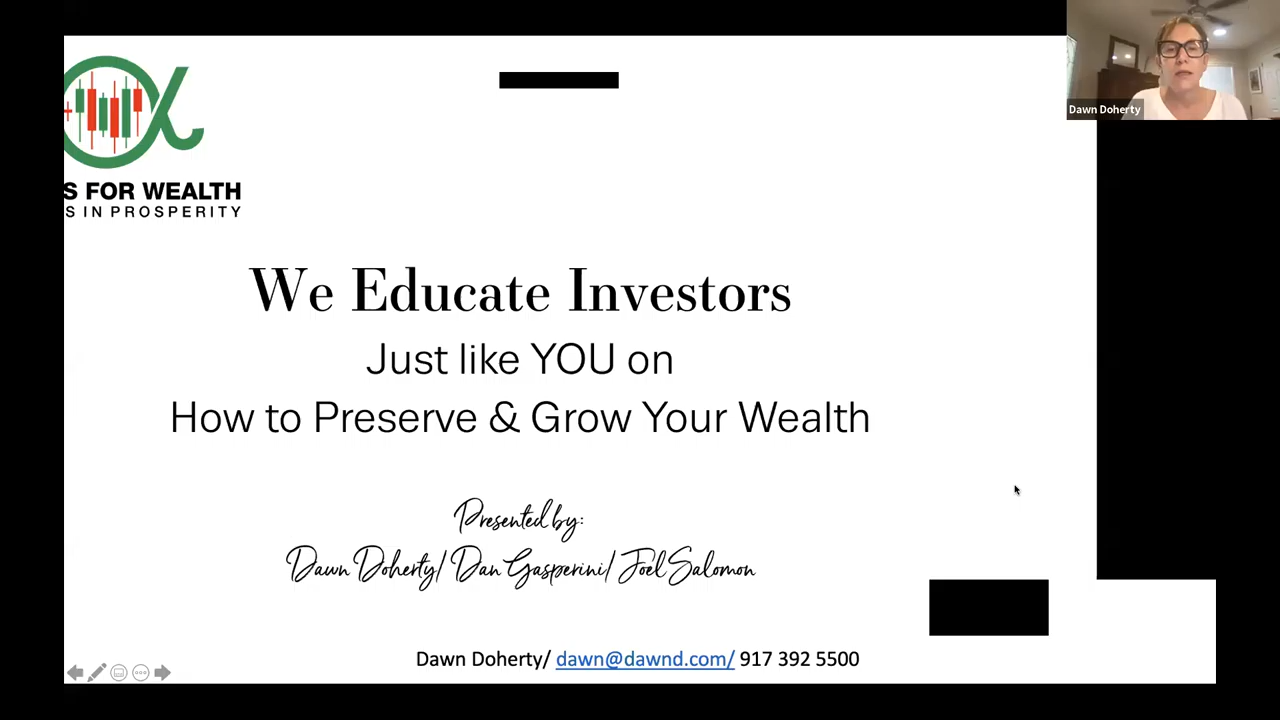 Dawn Doherty
S FOR WEALTH
S IN PROSPERITY
We Educate Investors
Just like YOU on
How to Preserve & Grow Your Wealth
Presented by:
Dawn Doherty/ Dan Gasperini/ Joel Salomon
Dawn Doherty/ dawn@dawnd.com/ 917 392 5500